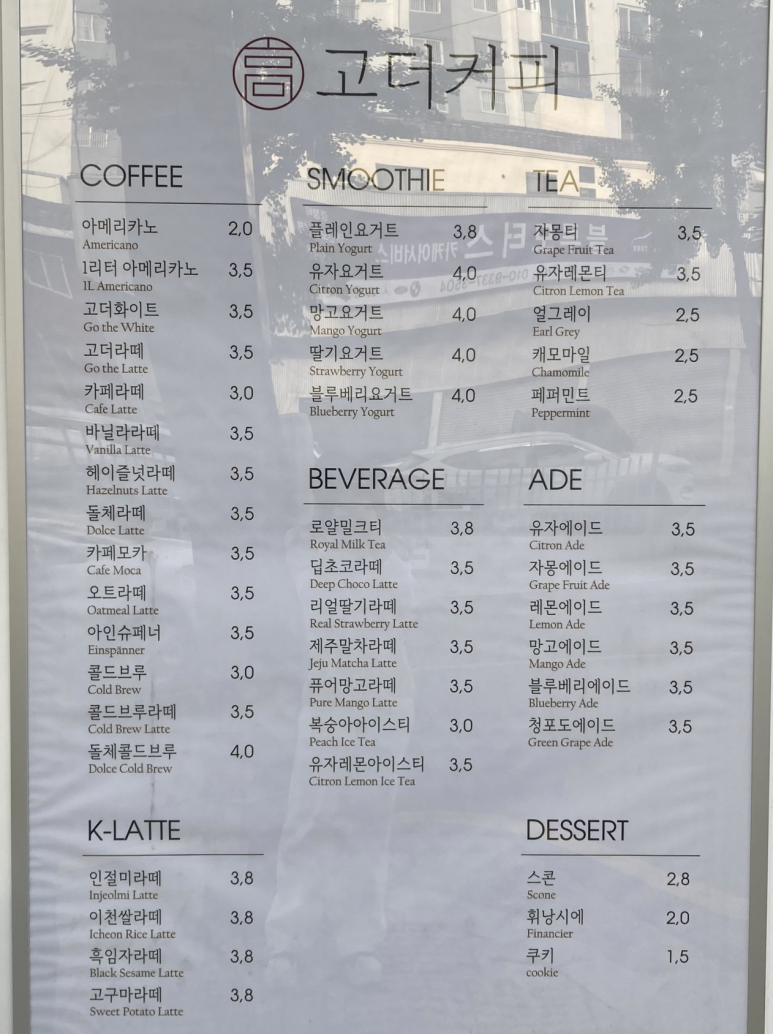 高 고더커피
COFFEE
아메리카노 2,0
Americano
1리터 아메리카노 3,5
1L Americano
고더화이트 3,5
Go the White
고더라떼 3,5
Go the Latte
카페라떼 3,0
Cafe Latte
바닐라라떼 3,5
Vanilla Latte
헤이즐넛라떼 3,5
Hazelnuts Latte
돌체라떼 3,5
Dolce Latte
카페모카 3,5
Cafe Moca
오트라떼 3,5
Oatmeal Latte
아인슈페너 3,5
Einspänner
콜드브루 3,0
Cold Brew
콜드브루라떼 3,5
Cold Brew Latte
돌체콜드브루 4,0
Dolce Cold Brew
K-LATTE
인절미라떼 3,8
Injeolmi Latte
이천쌀라떼 3,8
Icheon Rice Latte
흑임자라떼 3,8
Black Sesame Latte
고구마라떼 3,8
Sweet Potato Latte
SMOOTHIE
플레인요거트 3,8
Plain Yogurt
유자요거트 4,0
Citron Yogurt
망고요거트 4,0
Mango Yogurt
딸기요거트 4,0
Strawberry Yogurt
블루베리요거트 4,0
Blueberry Yogurt
BEVERAGE
로얄밀크티 3,8
Royal Milk Tea
딥초코라떼 3,5
Deep Choco Latte
리얼딸기라떼 3,5
Real Strawberry Latte
제주말차라떼 3,5
Jeju Matcha Latte
퓨어망고라떼 3,5
Pure Mango Latte
복숭아아이스티 3,0
Peach Ice Tea
유자레몬아이스티 3,5
Citron Lemon Ice Tea
TEA
자몽티 3,5
Grape Fruit Tea
유자레몬티 3,5
Citron Lemon Tea
얼그레이 2,5
Earl Grey
캐모마일 2,5
Chamomile
페퍼민트 2,5
Peppermint
ADE
유자에이드 3,5
Citron Ade
자몽에이드 3,5
Grape Fruit Ade
레몬에이드 3,5
Lemon Ade
망고에이드 3,5
Mango Ade
블루베리에이드 3,5
Blueberry Ade
청포도에이드 3,5
Green Grape Ade
DESSERT
스콘 2,8
Scone
휘낭시에 2,0
Financier
쿠키 1,5
cookie